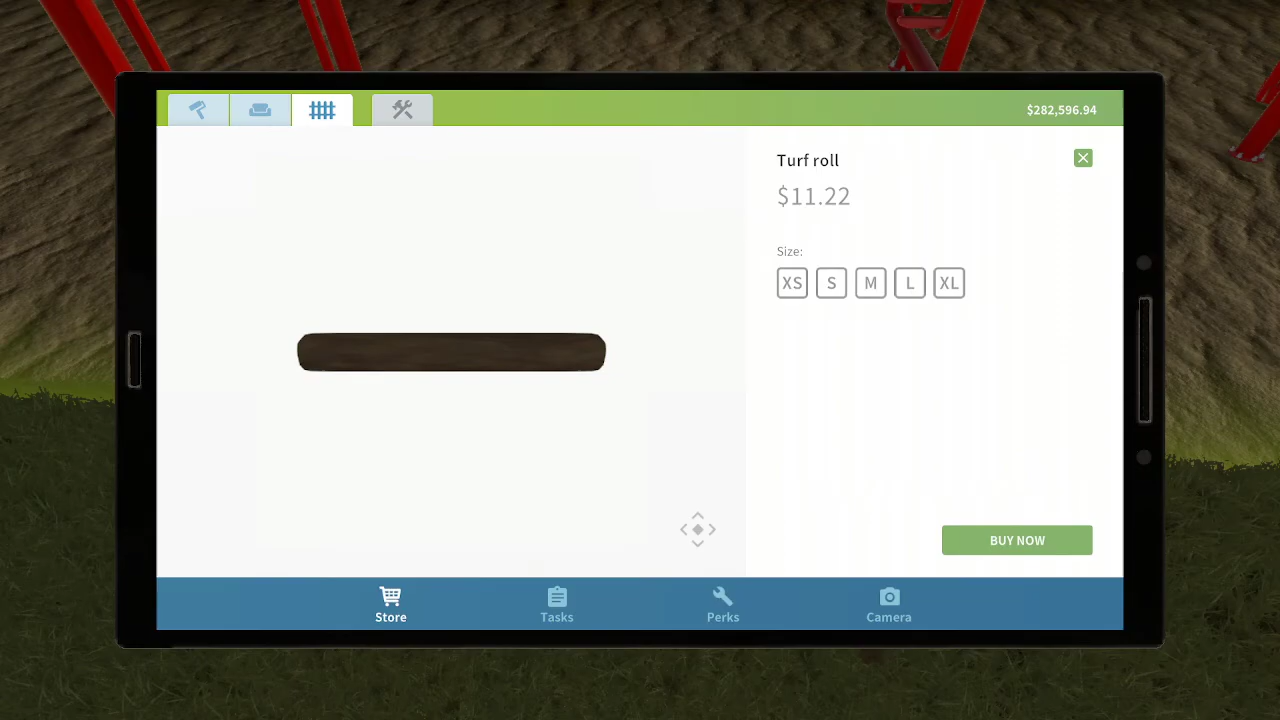 $282,596.94
Turf roll
$11.22
Size:
XS S M L XL
BUY NOW
Store Tasks Perks Camera